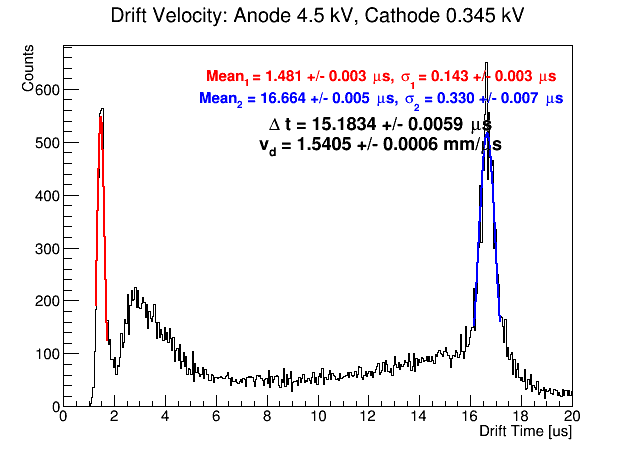 Drift Velocity: Anode 4.5 kV, Cathode 0.345 kV
Counts
Mean1 = 1.481 +/- 0.003 μs, σ1 = 0.143 +/- 0.003 μs
Mean2 = 16.664 +/- 0.005 μs, σ2 = 0.330 +/- 0.007 μs
Δ t = 15.1834 +/- 0.0059 μs
vd = 1.5405 +/- 0.0006 mm/μs
600
500
400
300
200
100
0
0 2 4 6 8 10 12 14 16 18 20
Drift Time [us]